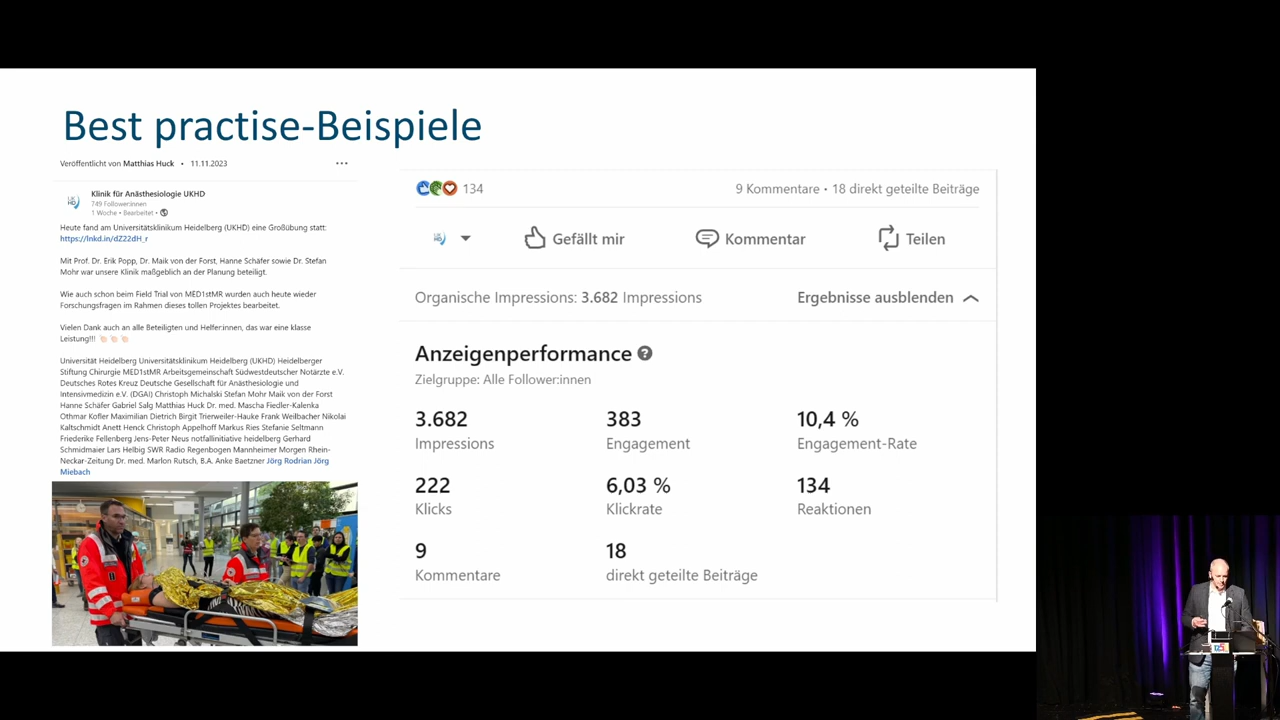 Best practise-Beispiele
Veröffentlicht von Matthias Huck • 11.11.2023
Klinik für Anästhesiologie UKHD
749 Follower:innen
1 Woche • Bearbeitet •
Heute fand am Universitätsklinikum Heidelberg (UKHD) eine Großübung statt:
https://lnkd.in/dZ22dH_r
Mit Prof. Dr. Erik Popp, Dr. Maik von der Forst, Hanne Schäfer sowie Dr. Stefan
Mohr war unsere Klinik maßgeblich an der Planung beteiligt.
Wie auch schon beim Field Trial von MED1stMR wurden auch heute wieder
Forschungsfragen im Rahmen dieses tollen Projektes bearbeitet.
Vielen Dank auch an alle Beteiligten und Helfer:innen, das war eine klasse
Leistung!!! 👏🏻👏🏻👏🏻
Universität Heidelberg Universitätsklinikum Heidelberg (UKHD) Heidelberger
Stiftung Chirurgie MED1stMR Arbeitsgemeinschaft Südwestdeutscher Notärzte e.V.
Deutsches Rotes Kreuz Deutsche Gesellschaft für Anästhesiologie und
Intensivmedizin e.V. (DGAI) Christoph Michalski Stefan Mohr Maik von der Forst
Hanne Schäfer Gabriel Salg Matthias Huck Dr. med. Mascha Fiedler-Kalenka
Othmar Kofler Maximilian Dietrich Birgit Trierweiler-Hauke Frank Weilbacher Nikolai
Kaltschmidt Anett Henck Christoph Appelhoff Markus Ries Stefanie Seltmann
Friederike Fellenberg Jens-Peter Neus notfallinitiative heidelberg Gerhard
Schmidmaier Lars Helbig SWR Radio Regenbogen Mannheimer Morgen Rhein-
Neckar-Zeitung Dr. med. Marlon Rutsch, B.A. Anke Baetzner Jörg Rodrian Jörg
Miebach
134
9 Kommentare • 18 direkt geteilte Beiträge
Gefällt mir
Kommentar
Teilen
Organische Impressions: 3.682 Impressions
Ergebnisse ausblenden
Anzeigenperformance
Zielgruppe: Alle Follower:innen
3.682
Impressions
383
Engagement
10,4 %
Engagement-Rate
222
Klicks
6,03 %
Klickrate
134
Reaktionen
9
Kommentare
18
direkt geteilte Beiträge